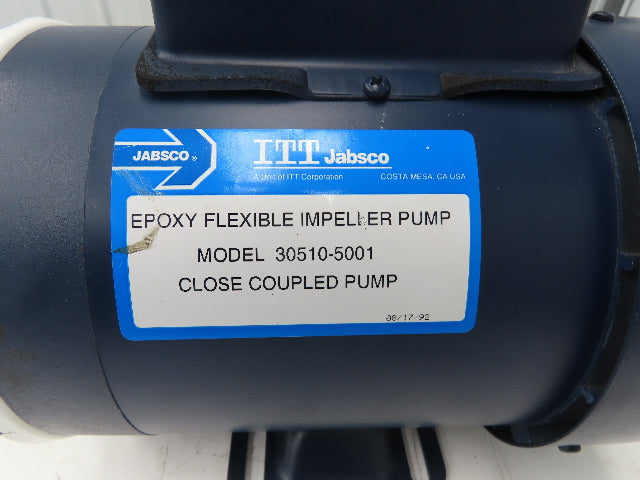 JABSCO®
ITT Jabsco
A Unit of ITT Corporation
COSTA MESA, CA USA
EPOXY FLEXIBLE IMPELLER PUMP
MODEL 30510-5001
CLOSE COUPLED PUMP
06/17/92